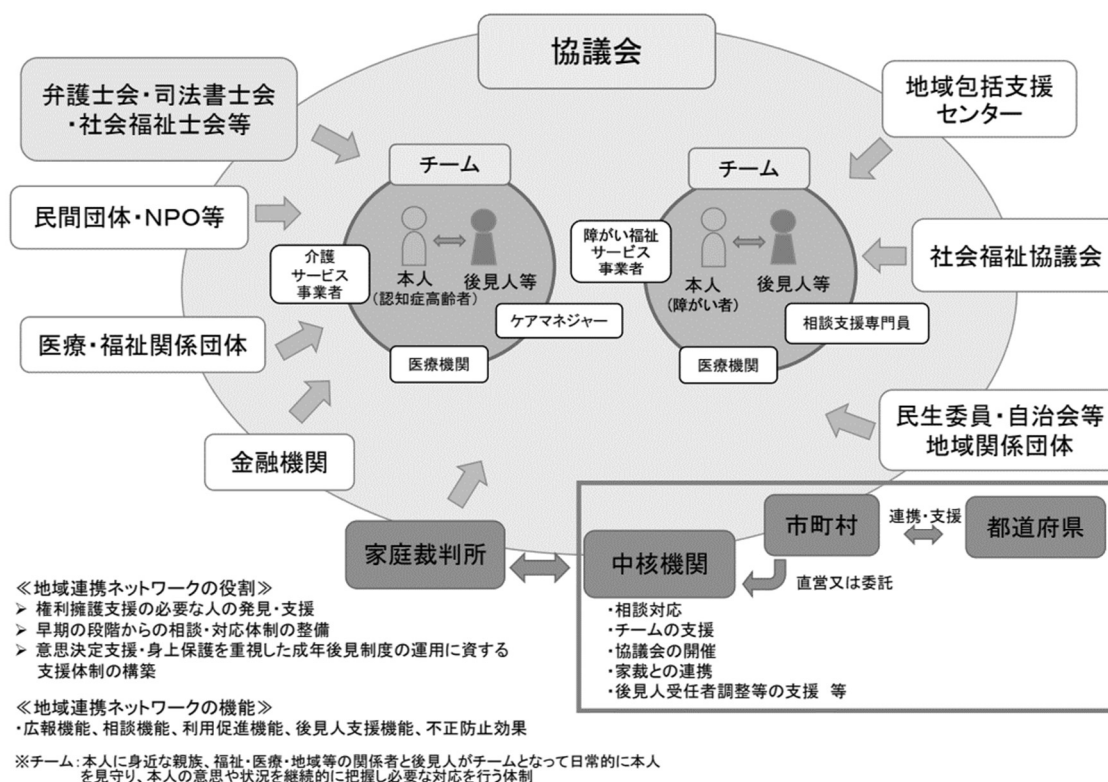 協議会
弁護士会・司法書士会
・社会福祉士会等
地域包括支援
センター
民間団体・NPO等
チーム
チーム
社会福祉協議会
介護
サービス
事業者
本人
(認知症高齢者)
後見人等
ケアマネジャー
医療機関
障がい福祉
サービス
事業者
本人
(障がい者)
後見人等
相談支援専門員
医療機関
医療・福祉関係団体
金融機関
民生委員・自治会等
地域関係団体
家庭裁判所
中核機関
市町村
連携・支援
都道府県
直営又は委託
・相談対応
・チームの支援
・協議会の開催
・家裁との連携
・後見人受任者調整等の支援 等
≪地域連携ネットワークの役割≫
➢ 権利擁護支援の必要な人の発見・支援
➢ 早期の段階からの相談・対応体制の整備
➢ 意思決定支援・身上保護を重視した成年後見制度の運用に資する
支援体制の構築
≪地域連携ネットワークの機能≫
・広報機能、相談機能、利用促進機能、後見人支援機能、不正防止効果
※チーム:本人に身近な親族、福祉・医療・地域等の関係者と後見人がチームとなって日常的に本人
を見守り、本人の意思や状況を継続的に把握し必要な対応を行う体制